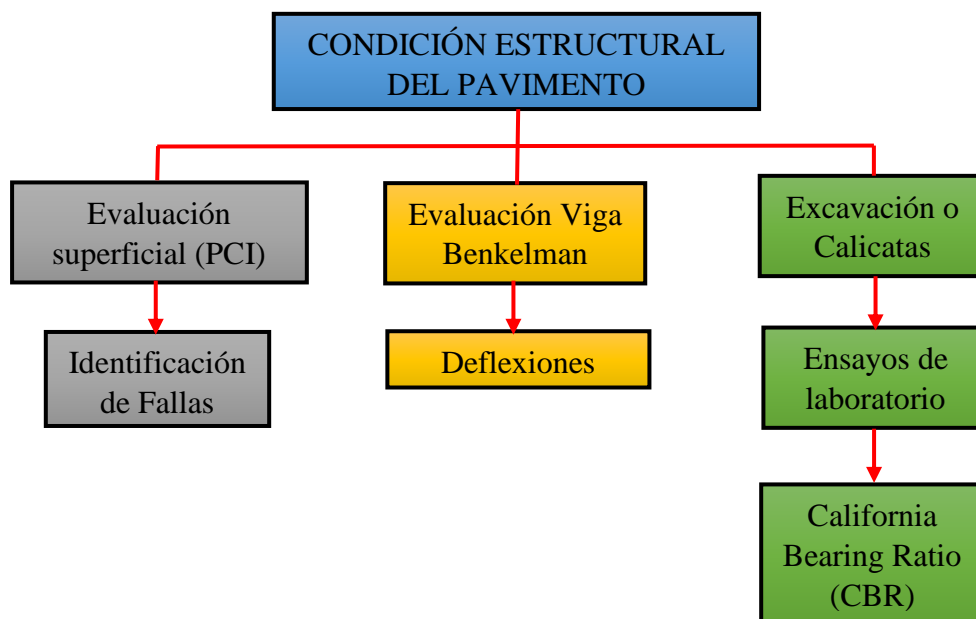 CONDICIÓN ESTRUCTURAL
DEL PAVIMENTO
Evaluación
superficial (PCI)
Identificación
de Fallas
Evaluación Viga
Benkelman
Deflexiones
Excavación o
Calicatas
Ensayos de
laboratorio
California
Bearing Ratio
(CBR)